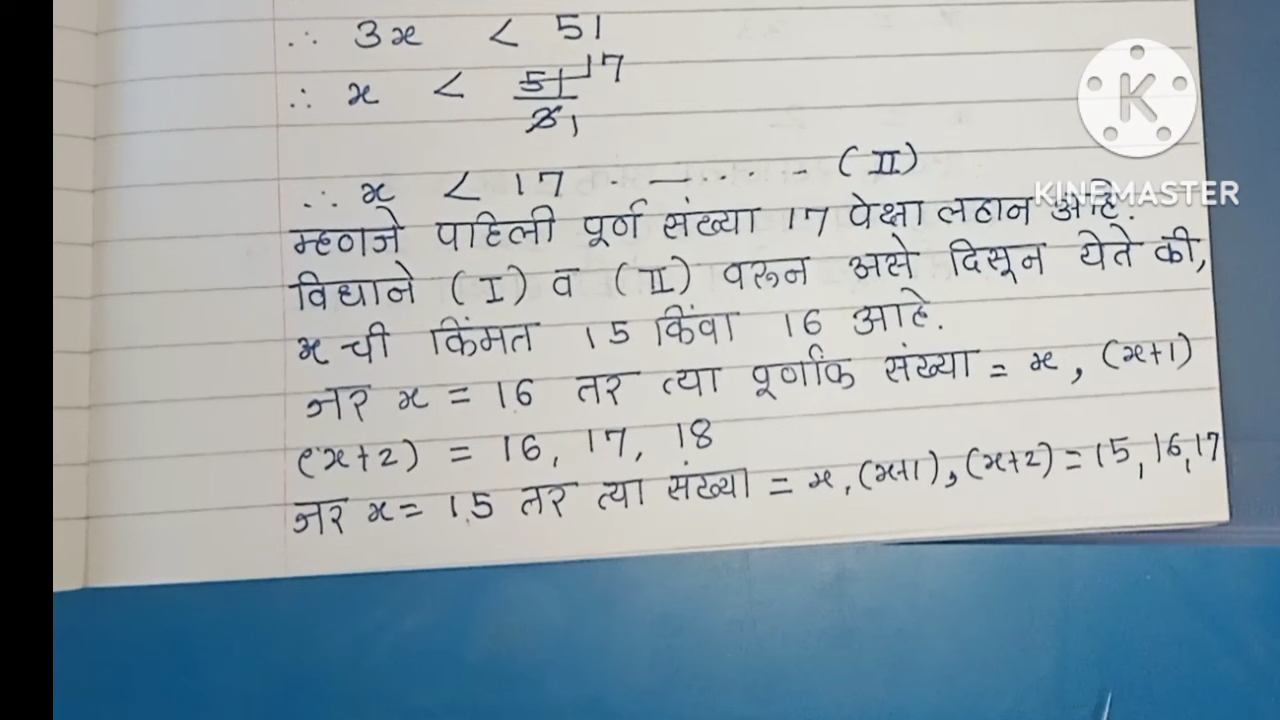 ∴ 3x < 51
∴ x < 51 17
3 1
∴ x < 17 ........ (II)
म्हणजे पाहिली पूर्ण संख्या 17 पेक्षा लहान आहे.
विधाने (I) व (II) वरून असे दिसून येते की,
x ची किंमत 15 किंवा 16 आहे.
जर x = 16 तर त्या पूर्णांक संख्या = x, (x+1)
(x+2) = 16, 17, 18
जर x = 15 तर त्या संख्या = x, (x+1), (x+2) = 15, 16, 17
K
KINEMASTER